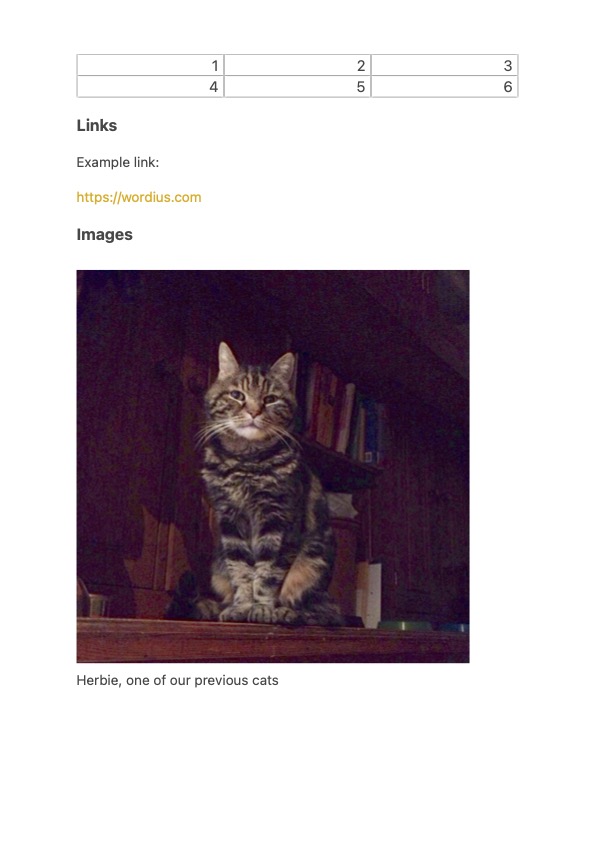 1 2 3
4 5 6
Links
Example link:
https://wordius.com
Images
Herbie, one of our previous cats